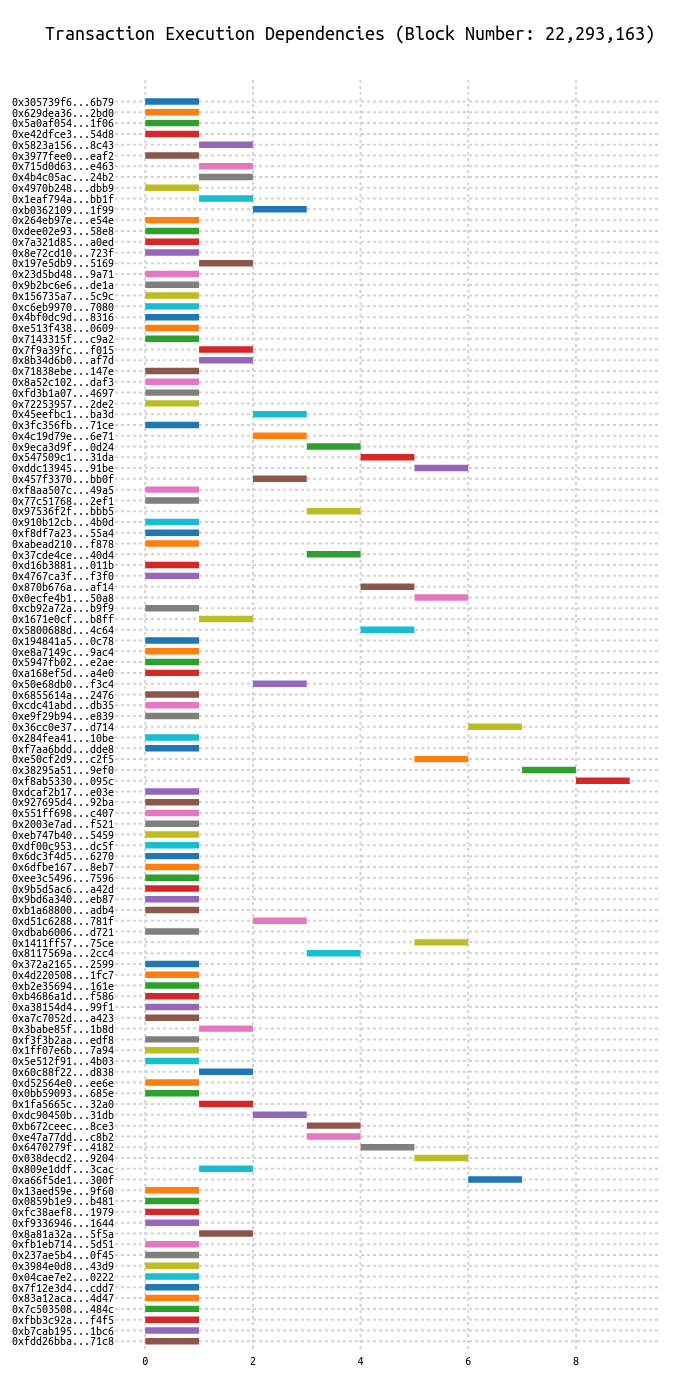 Transaction Execution Dependencies (Block Number: 22,293,163)
0x305739f6...6b79
0x629dea36...2bd0
0x5a0af054...1f06
0xe42dfce3...54d8
0x5823a156...8c43
0x3977fee0...eaf2
0x715d0d63...e463
0x4b4c05ac...24b2
0x4970b248...dbb9
0x1eaf794a...bb1f
0xb0362109...1f99
0x264eb97e...e54e
0xdee02e93...58e8
0x7a321d85...a0ed
0x8e72cd10...723f
0x197e5db9...5169
0x23d5bd48...9a71
0x9b2bc6e6...de1a
0x156735a7...5c9c
0xc6eb9970...7080
0x4bf0dc9d...8316
0xe513f438...0609
0x7143315f...c9a2
0x7f9a39fc...f015
0x8b34d6b0...af7d
0x71838ebe...147e
0x8a52c102...daf3
0xfd3b1a07...4697
0x72253957...2de2
0x45eefbc1...ba3d
0x3fc356fb...71ce
0x4c19d79e...6e71
0x9eca3d9f...0d24
0x547509c1...31da
0xddc13945...91be
0x457f3370...bb0f
0xf8aa507c...49a5
0x77c51768...2ef1
0x97536f2f...bbb5
0x910b12cb...4b0d
0xf8df7a23...55a4
0xabead210...f878
0x37cde4ce...40d4
0xd16b3881...011b
0x4767ca3f...f3f0
0x870b676a...af14
0x0ecfe4b1...50a8
0xcb92a72a...b9f9
0x1671e0cf...b8ff
0x5800688d...4c64
0x194841a5...0c78
0xe8a7149c...9ac4
0x5947fb02...e2ae
0xa168ef5d...a4e0
0x50e68db0...f3c4
0x6855614a...2476
0xcdc41abd...db35
0xe9f29b94...e839
0x36cc0e37...d714
0x284fea41...10be
0xf7aa6bdd...dde8
0xe50cf2d9...c2f5
0x38295a51...9ef0
0xf8ab5330...095c
0xdcaf2b17...e03e
0x927695d4...92ba
0x551ff698...c407
0x2003e7ad...f521
0xeb747b40...5459
0xdf00c953...dc5f
0x6dc3f4d5...6270
0x6dfbe167...8eb7
0xee3c5496...7596
0x9b5d5ac6...a42d
0x9bd6a340...eb87
0xb1a68800...adb4
0xd51c6288...781f
0xdbab6006...d721
0x1411ff57...75ce
0x8117569a...2cc4
0x372a2165...2599
0x4d220508...1fc7
0xb2e35694...161e
0xb4686a1d...f586
0xa38154d4...99f1
0xa7c7052d...a423
0x3babe85f...1b8d
0xf3f3b2aa...edf8
0x1ff07e6b...7a94
0x5e512f91...4b03
0x60c88f22...d838
0xd52564e0...ee6e
0x0bb59093...685e
0x1fa5665c...32a0
0xdc90450b...31db
0xb672ceec...8ce3
0xe47a77dd...c8b2
0x6470279f...4182
0x038decd2...9204
0x809e1ddf...3cac
0xa66f5de1...300f
0x13aed59e...9f60
0x0859b1e9...b481
0xfc38aef8...1979
0xf9336946...1644
0x8a81a32a...5f5a
0xfb1eb714...5d51
0x237ae5b4...0f45
0x3984e0d8...43d9
0x04cae7e2...0222
0x7f12e3d4...cdd7
0x83a12aca...4d47
0x7c503508...484c
0xfbb3c92a...f4f5
0xb7cab195...1bc6
0xfdd26bba...71c8
0 2 4 6 8